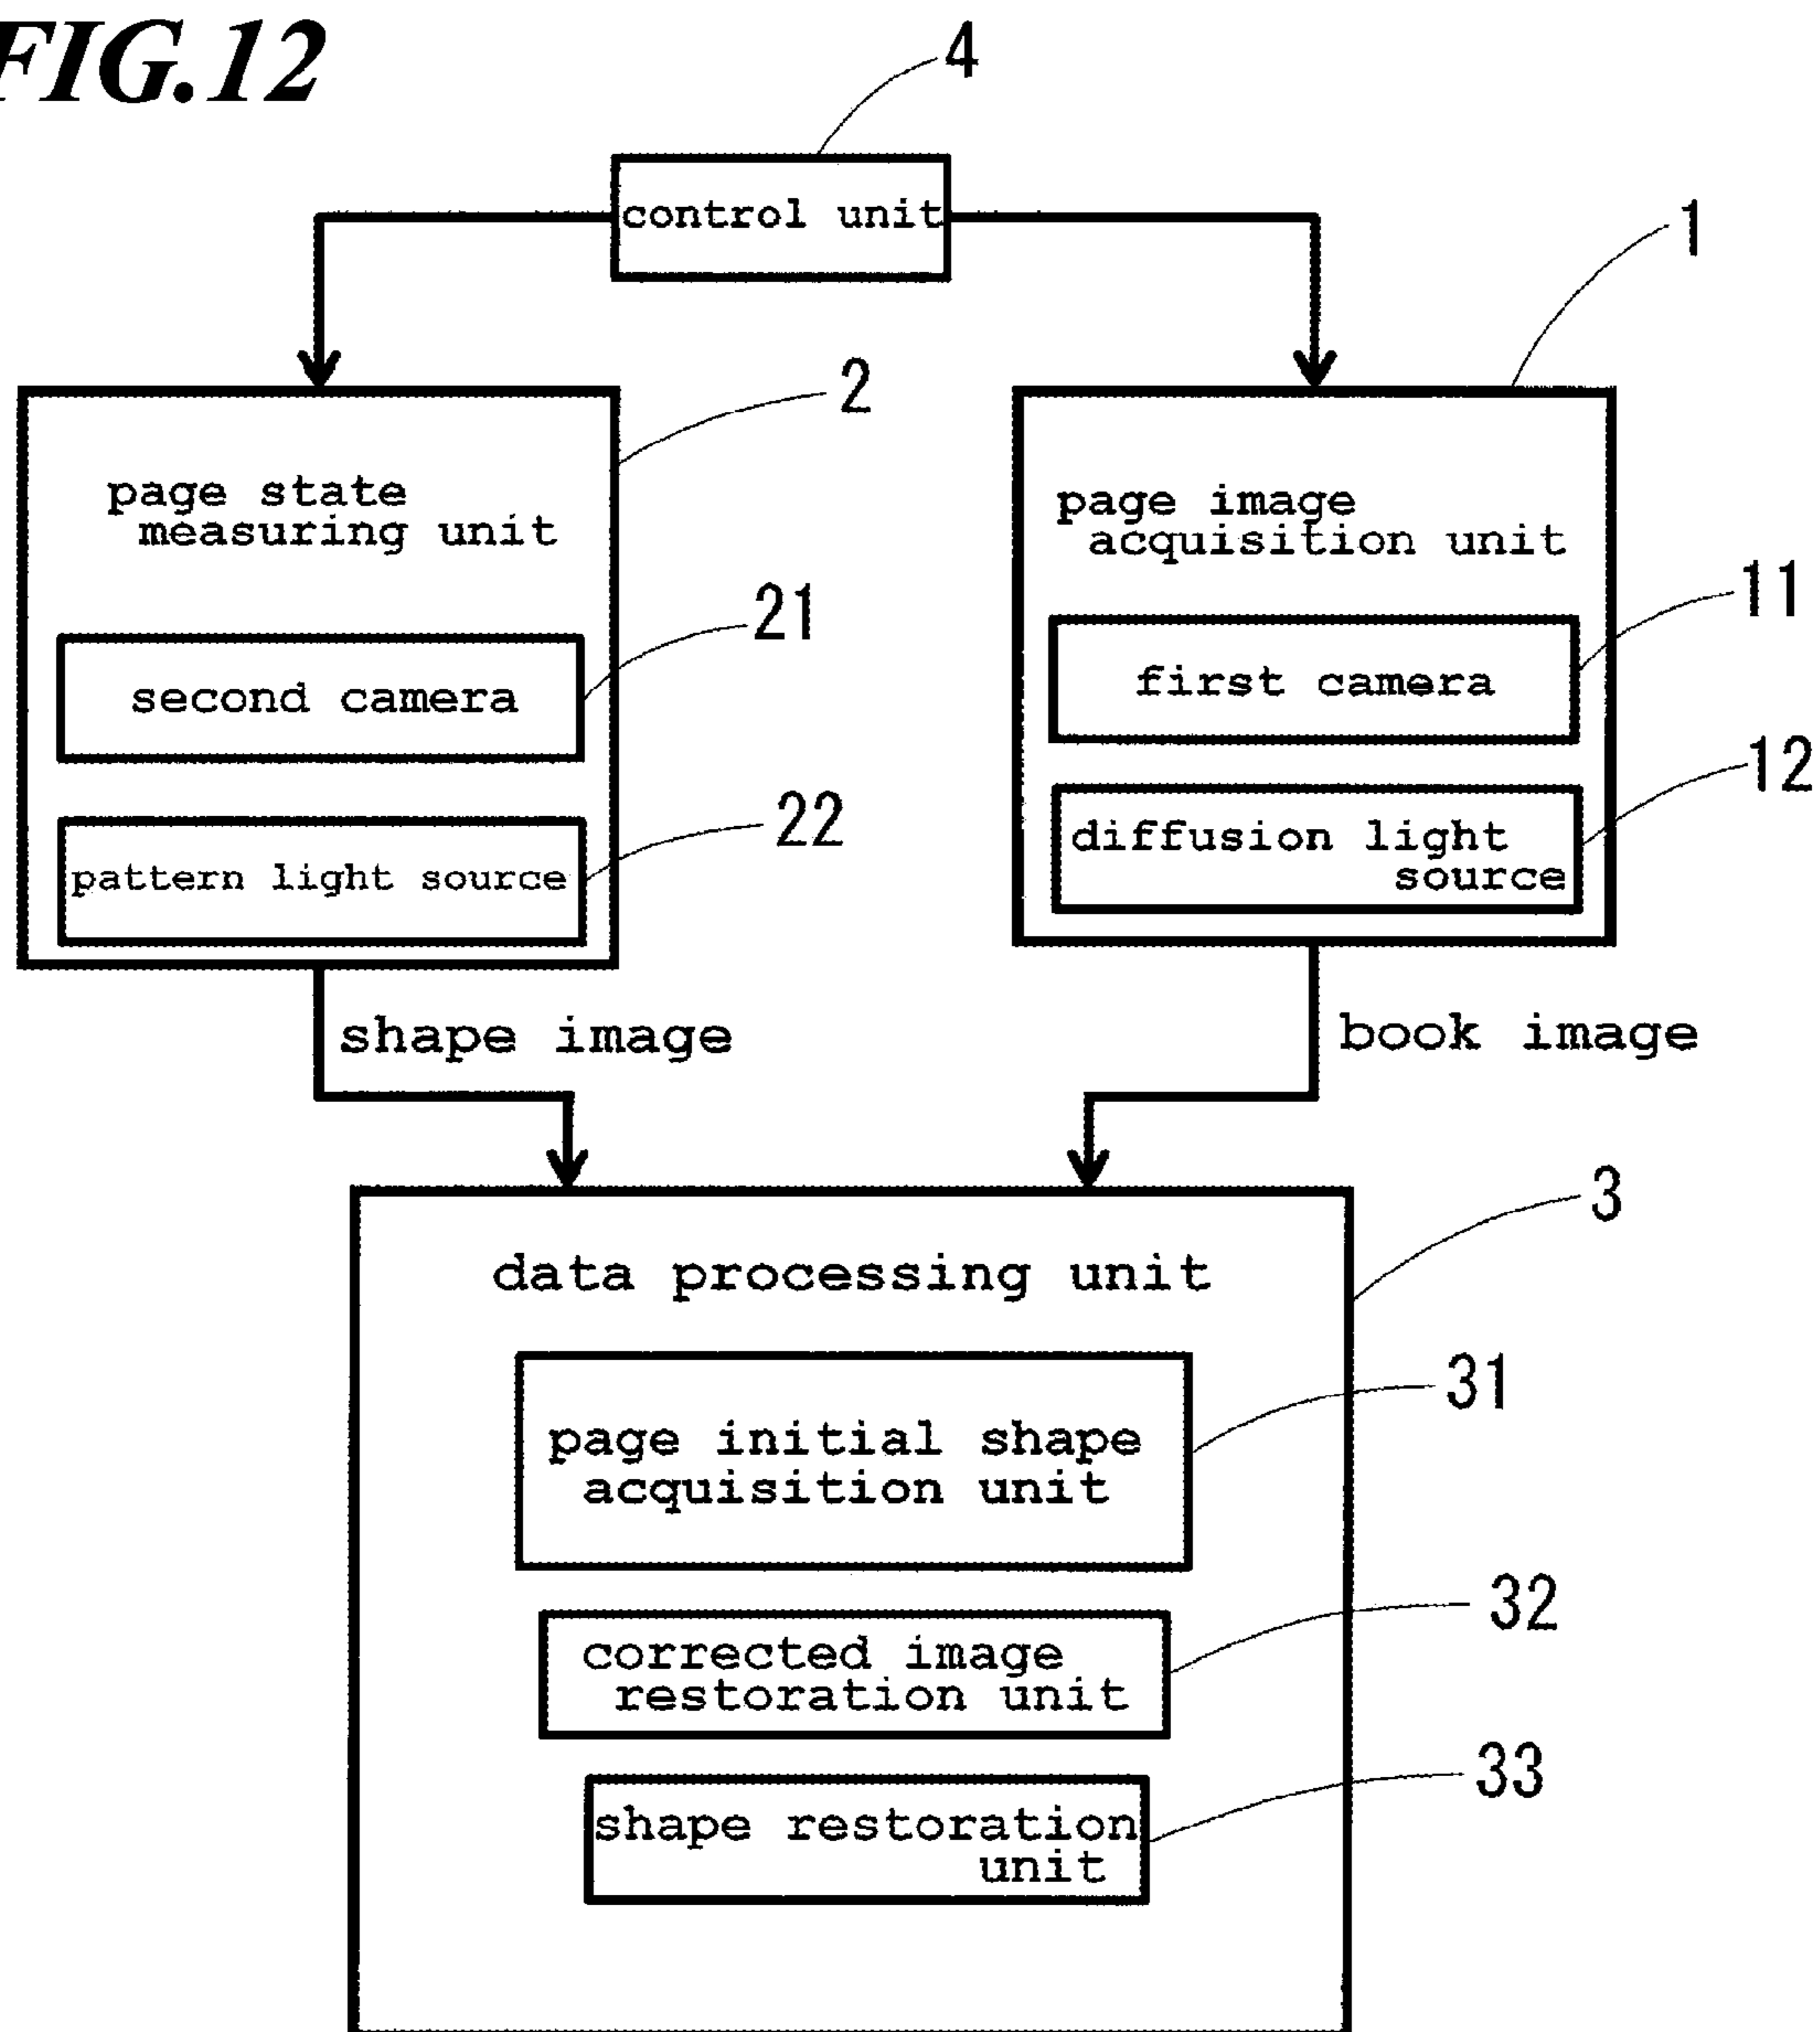 FIG.12
4
control unit
1
2
page state
measuring unit
21
second camera
22
pattern light source
page image
acquisition unit
11
first camera
12
diffusion light
source
shape image
book image
3
data processing unit
31
page initial shape
acquisition unit
32
corrected image
restoration unit
33
shape restoration
unit